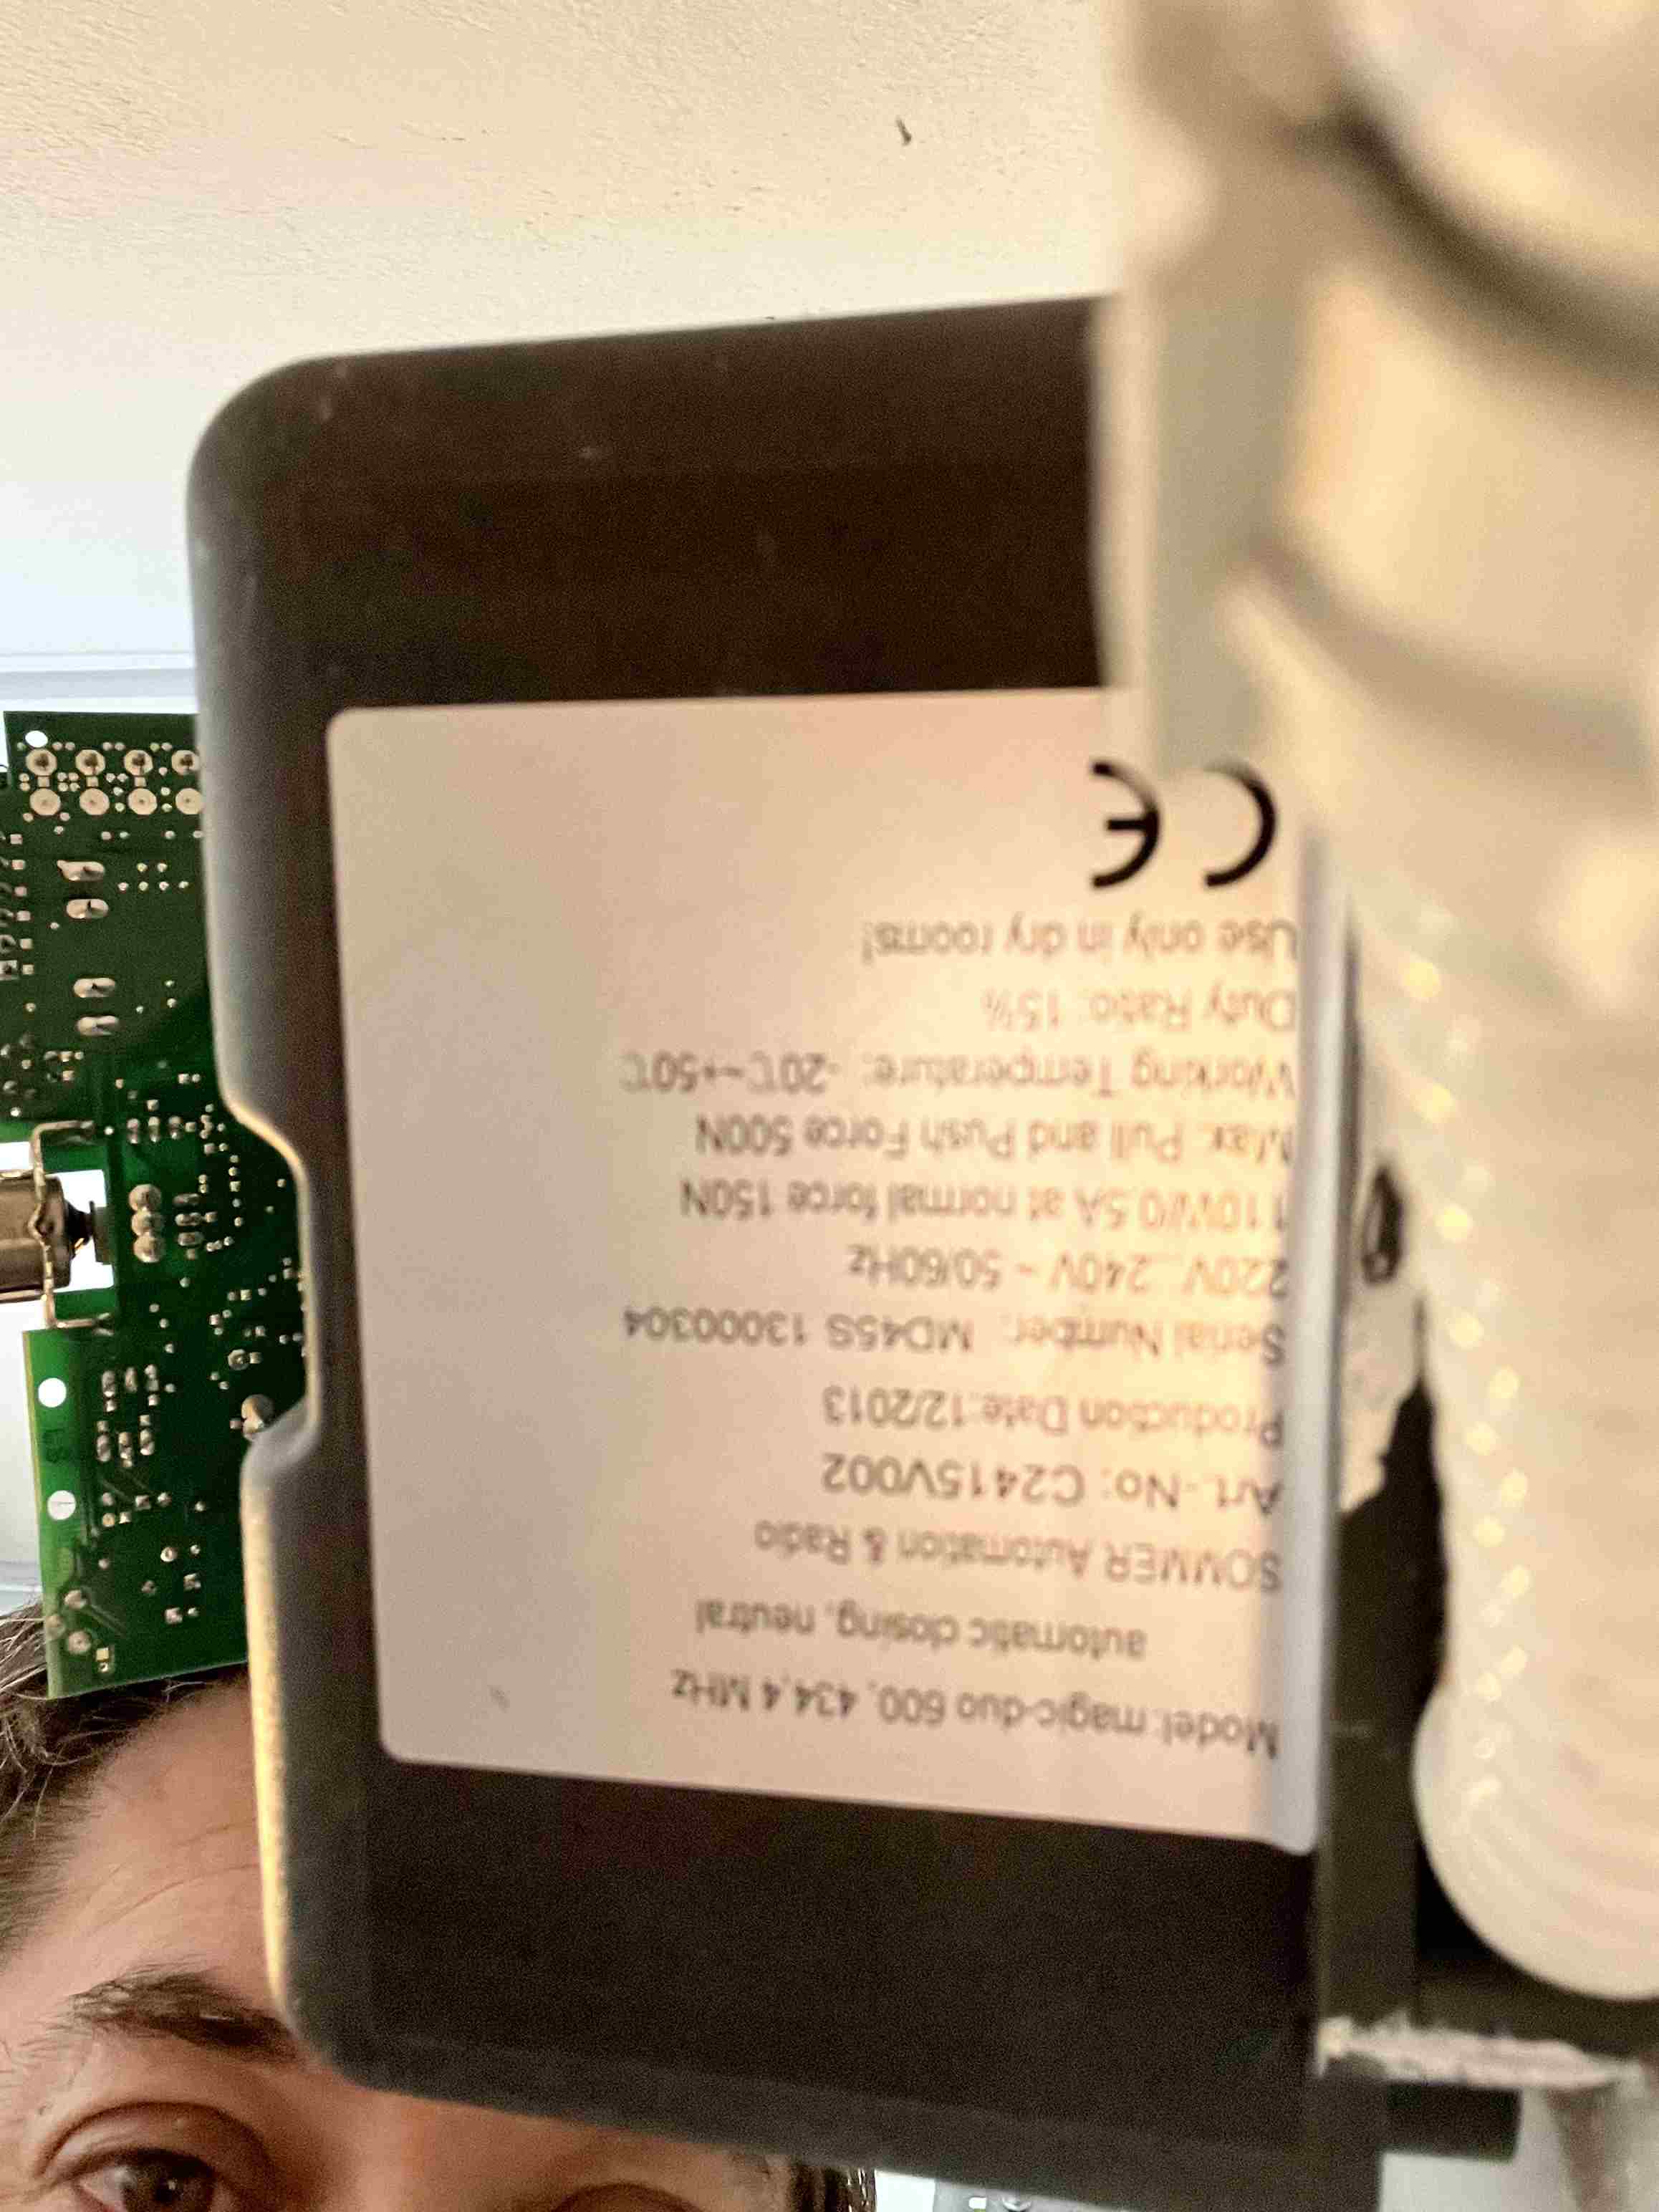 Model: magic-duo 600, 434,4 MHz
automatic closing, neutral
SOMMER Automation & Radio
Art.-No: C2415V002
Production Date:12/2013
Serial Number: MD45S 13000304
220V...240V ~ 50/60Hz
110W/0.5A at normal force 150N
Max. Pull and Push Force 500N
Working Temperature: -20℃~+50℃
Duty Ratio: 15%
Use only in dry rooms!
CE